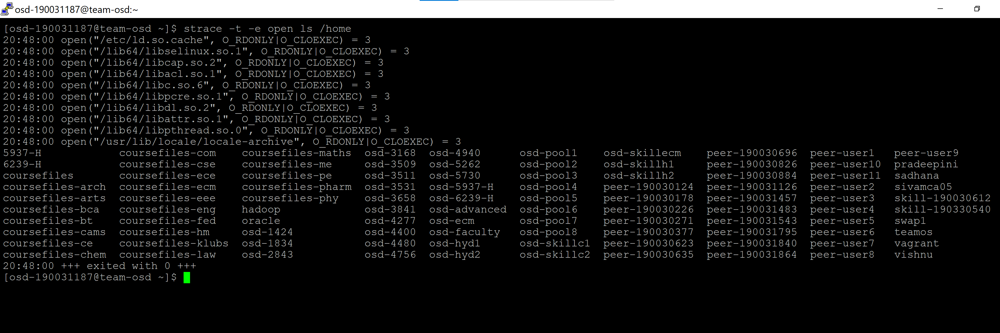 osd-190031187@team-osd:~
[osd-190031187@team-osd ~]$ strace -t -e open ls /home
20:48:00 open("/etc/ld.so.cache", O_RDONLY|O_CLOEXEC) = 3
20:48:00 open("/lib64/libselinux.so.1", O_RDONLY|O_CLOEXEC) = 3
20:48:00 open("/lib64/libcap.so.2", O_RDONLY|O_CLOEXEC) = 3
20:48:00 open("/lib64/libacl.so.1", O_RDONLY|O_CLOEXEC) = 3
20:48:00 open("/lib64/libc.so.6", O_RDONLY|O_CLOEXEC) = 3
20:48:00 open("/lib64/libpcre.so.1", O_RDONLY|O_CLOEXEC) = 3
20:48:00 open("/lib64/libdl.so.2", O_RDONLY|O_CLOEXEC) = 3
20:48:00 open("/lib64/libattr.so.1", O_RDONLY|O_CLOEXEC) = 3
20:48:00 open("/lib64/libpthread.so.0", O_RDONLY|O_CLOEXEC) = 3
20:48:00 open("/usr/lib/locale/locale-archive", O_RDONLY|O_CLOEXEC) = 3
5937-H coursefiles-com coursefiles-maths osd-3168 osd-4940 osd-pool1 osd-skillecm peer-190030696 peer-user1 peer-user9
6239-H coursefiles-cse coursefiles-me osd-3509 osd-5262 osd-pool2 osd-skillh1 peer-190030826 peer-user10 pradeepini
coursefiles coursefiles-ece coursefiles-pe osd-3511 osd-5730 osd-pool3 osd-skillh2 peer-190030884 peer-user11 sadhana
coursefiles-arch coursefiles-ecm coursefiles-pharm osd-3531 osd-5937-H osd-pool4 peer-190030124 peer-190031126 peer-user2 sivamca05
coursefiles-arts coursefiles-eee coursefiles-phy osd-3658 osd-6239-H osd-pool5 peer-190030178 peer-190031457 peer-user3 skill-190030612
coursefiles-bca coursefiles-eng hadoop osd-3841 osd-advanced osd-pool6 peer-190030226 peer-190031483 peer-user4 skill-190330540
coursefiles-bt coursefiles-fed oracle osd-4277 osd-ecm osd-pool7 peer-190030271 peer-190031543 peer-user5 swap1
coursefiles-cams coursefiles-hm osd-1424 osd-4400 osd-faculty osd-pool8 peer-190030377 peer-190031795 peer-user6 teamos
coursefiles-ce coursefiles-klubs osd-1834 osd-4480 osd-hyd1 osd-skillc1 peer-190030623 peer-190031840 peer-user7 vagrant
coursefiles-chem coursefiles-law osd-2843 osd-4756 osd-hyd2 osd-skillc2 peer-190030635 peer-190031864 peer-user8 vishnu
20:48:00 +++ exited with 0 +++
[osd-190031187@team-osd ~]$